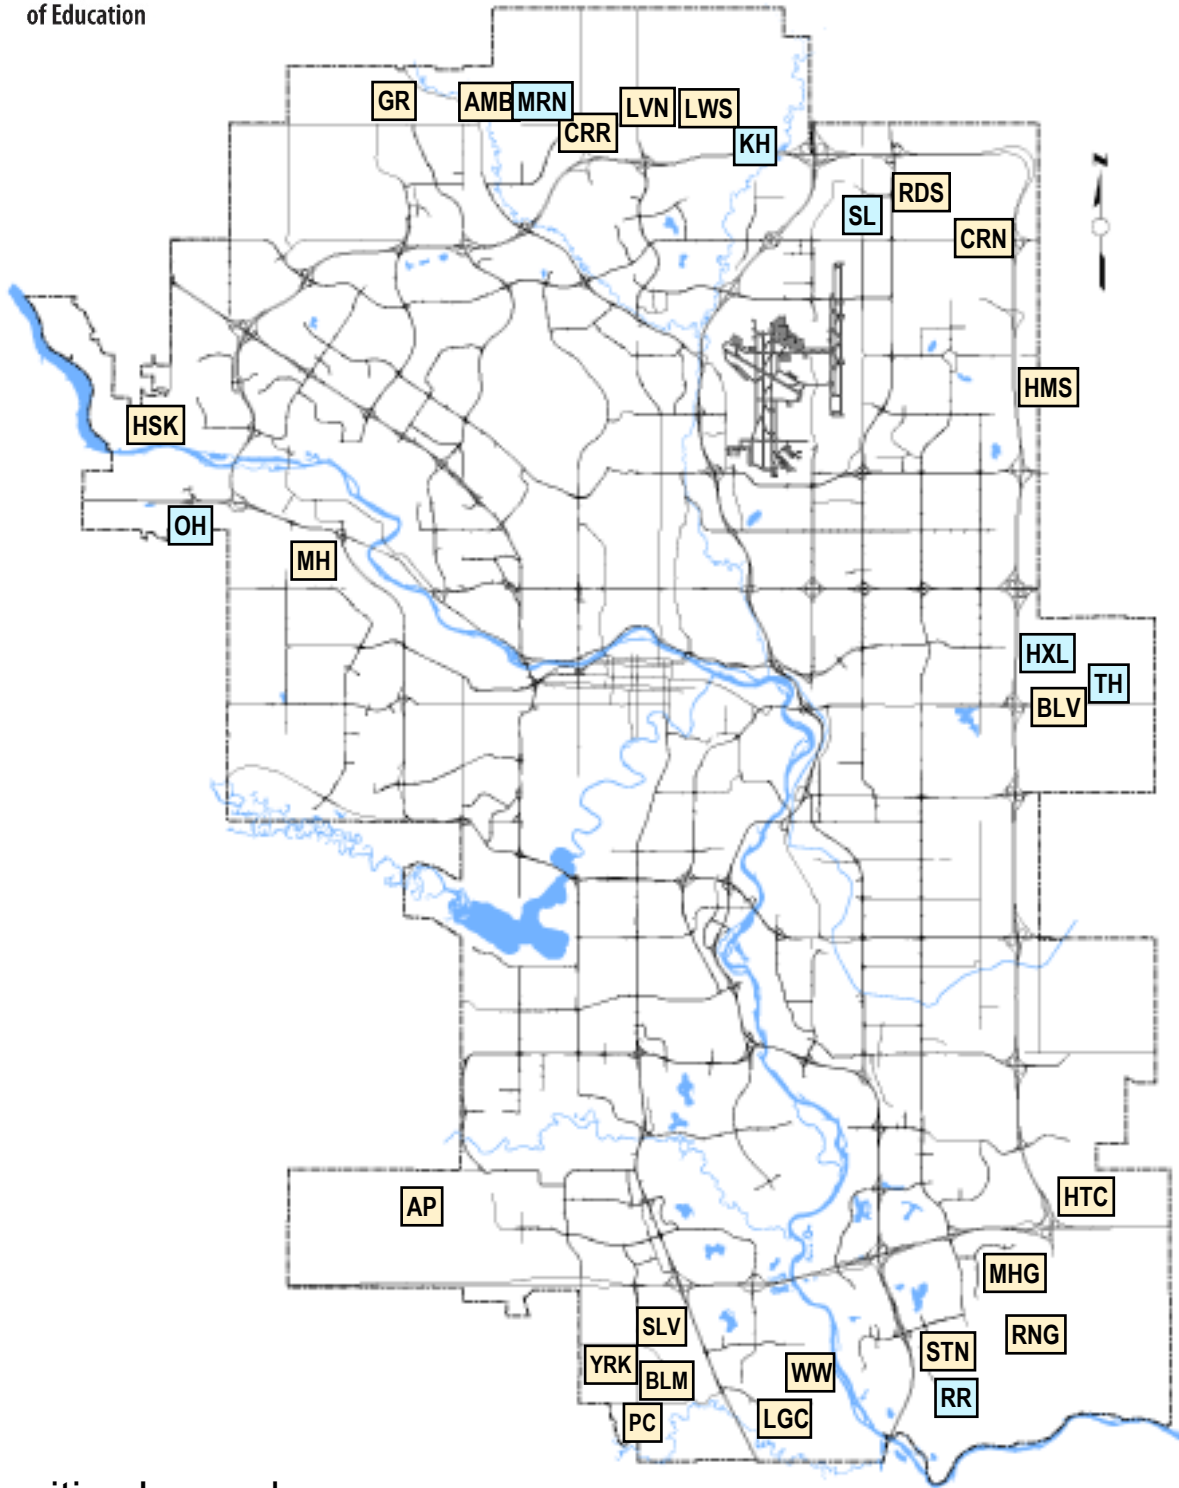 of Education
GR
AMB
MRN
CRR
LVN
LWS
KH
RDS
SL
CRN
HMS
HSK
OH
MH
HXL
TH
BLV
AP
HTC
MHG
SLV
RNG
STN
YRK
BLM
WW
RR
PC
LGC